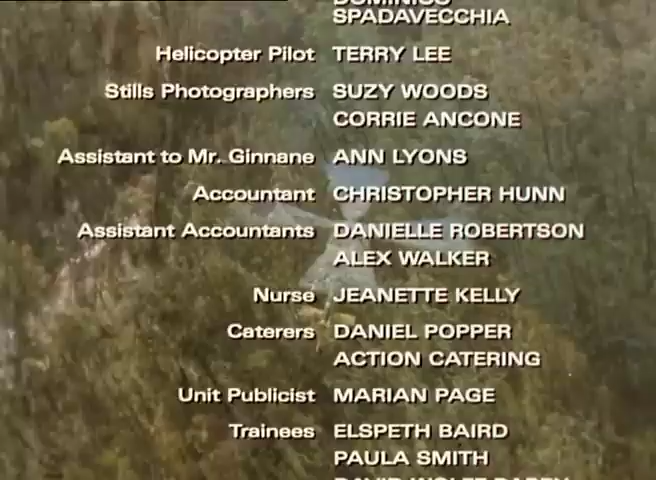 DOMINICO
SPADAVECCHIA
Helicopter Pilot TERRY LEE
Stills Photographers SUZY WOODS
CORRIE ANCONE
Assistant to Mr. Ginnane ANN LYONS
Accountant CHRISTOPHER HUNN
Assistant Accountants DANIELLE ROBERTSON
ALEX WALKER
Nurse JEANETTE KELLY
Caterers DANIEL POPPER
ACTION CATERING
Unit Publicist MARIAN PAGE
Trainees ELSPETH BAIRD
PAULA SMITH